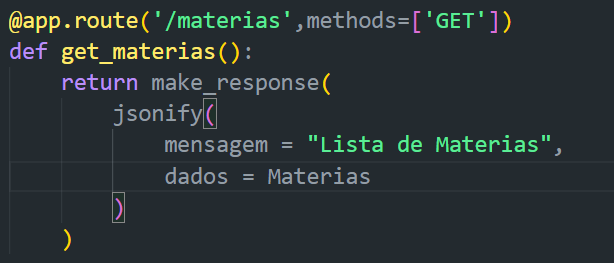 @app.route('/materias',methods=['GET'])
def get_materias():
    return make_response(
        jsonify(
            mensagem = "Lista de Materias",
            dados = Materias
        )
    )